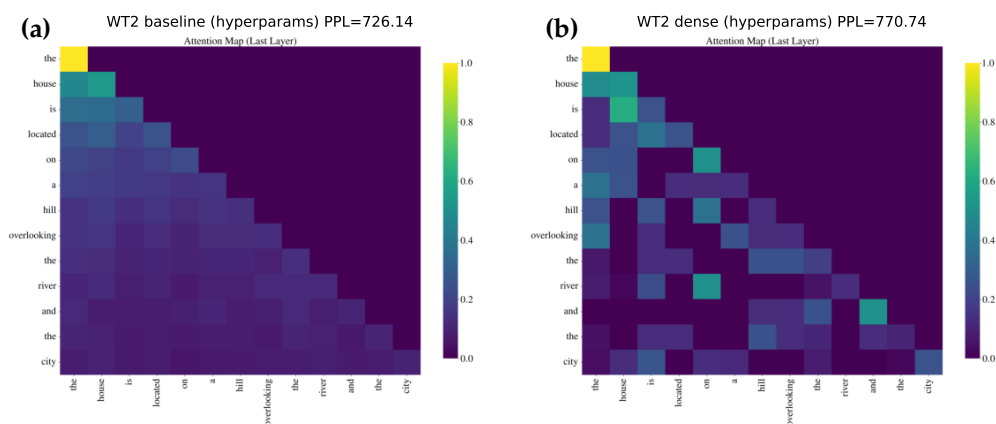 (a)
WT2 baseline (hyperparams) PPL=726.14
Attention Map (Last Layer)
the
house
is
located
on
a
hill
overlooking
the
river
and
the
city
the
house
is
located
on
a
hill
overlooking
the
river
and
the
city
1.0
0.8
0.6
0.4
0.2
0.0
(b)
WT2 dense (hyperparams) PPL=770.74
Attention Map (Last Layer)
the
house
is
located
on
a
hill
overlooking
the
river
and
the
city
the
house
is
located
on
a
hill
overlooking
the
river
and
the
city
1.0
0.8
0.6
0.4
0.2
0.0